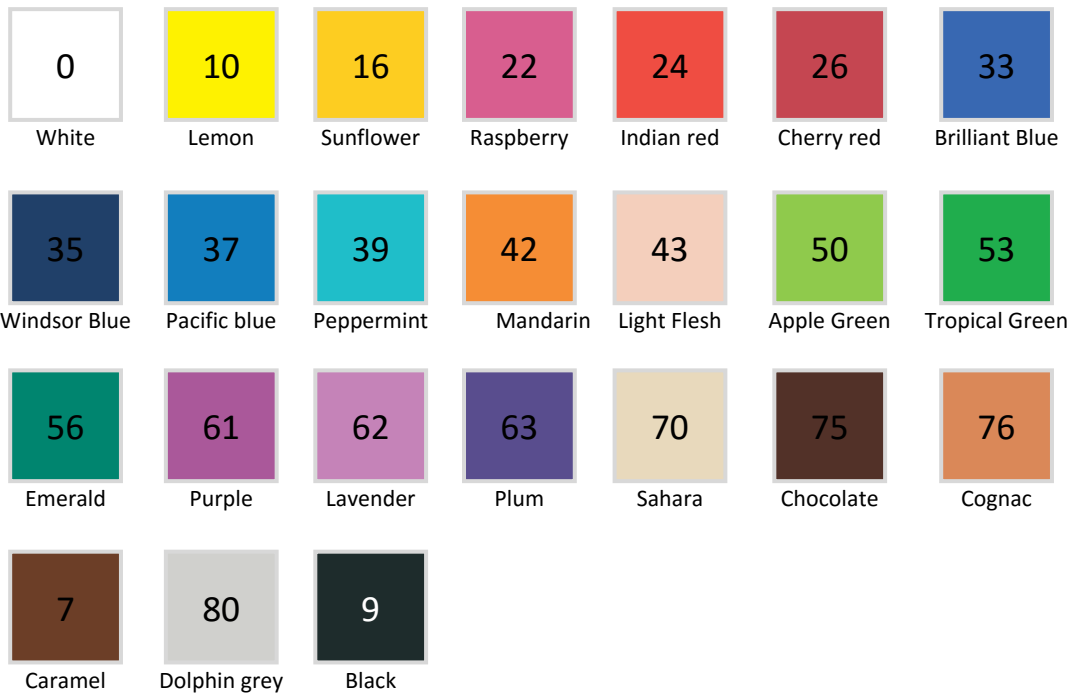 0 10 16 22 24 26 33
White Lemon Sunflower Raspberry Indian red Cherry red Brilliant Blue
35 37 39 42 43 50 53
Windsor Blue Pacific blue Peppermint Mandarin Light Flesh Apple Green Tropical Green
56 61 62 63 70 75 76
Emerald Purple Lavender Plum Sahara Chocolate Cognac
7 80 9
Caramel Dolphin grey Black